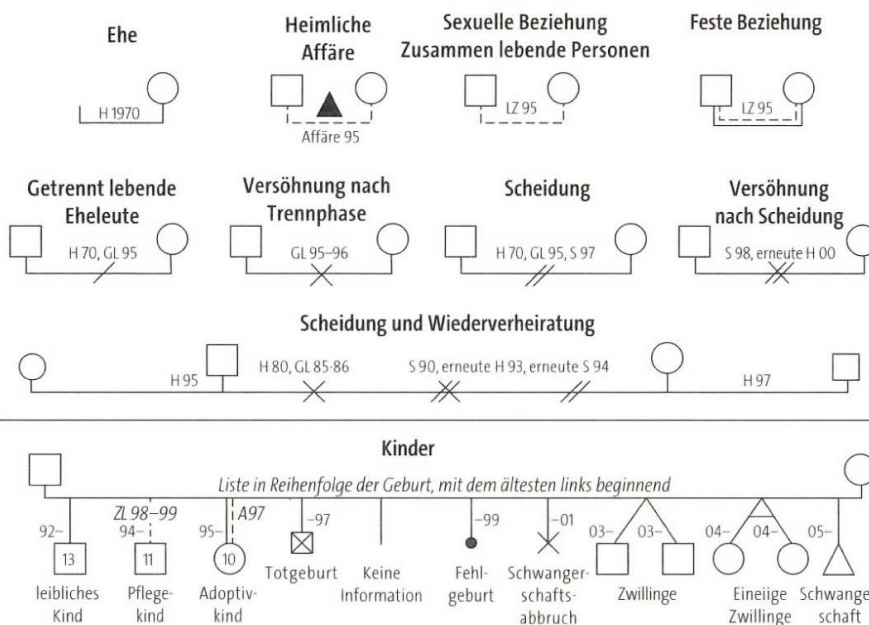 Ehe
Heimliche
Affäre
Sexuelle Beziehung
Zusammen lebende Personen
Feste Beziehung
H 1970
Affäre 95
LZ 95
LZ 95
Getrennt lebende
Eheleute
Versöhnung nach
Trennphase
Scheidung
Versöhnung
nach Scheidung
H 70, GL 95
GL 95–96
H 70, GL 95, S 97
S 98, erneute H 00
Scheidung und Wiederverheiratung
H 95
H 80, GL 85-86
S 90, erneute H 93, erneute S 94
H 97
Kinder
Liste in Reihenfolge der Geburt, mit dem ältesten links beginnend
92–
ZL 98–99
94–
95–
A 97
–97
–99
–01
03–
03–
04–
04–
05–
13
11
10
leibliches
Kind
Pflege-
kind
Adoptiv-
kind
Totgeburt
Keine
Information
Fehl-
geburt
Schwanger-
schafts-
abbruch
Zwillinge
Eineiige
Zwillinge
Schwange
schaft